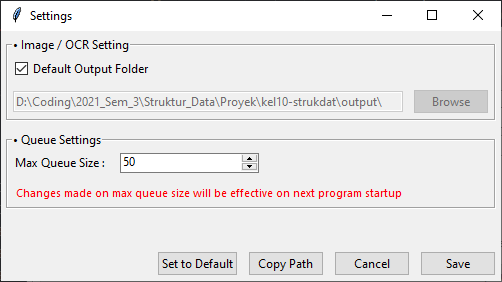 Settings
• Image / OCR Setting
Default Output Folder
D:\Coding\2021_Sem_3\Struktur_Data\Proyek\kel10-strukdat\output\
Browse
• Queue Settings
Max Queue Size :
50
Changes made on max queue size will be effective on next program startup
Set to Default
Copy Path
Cancel
Save